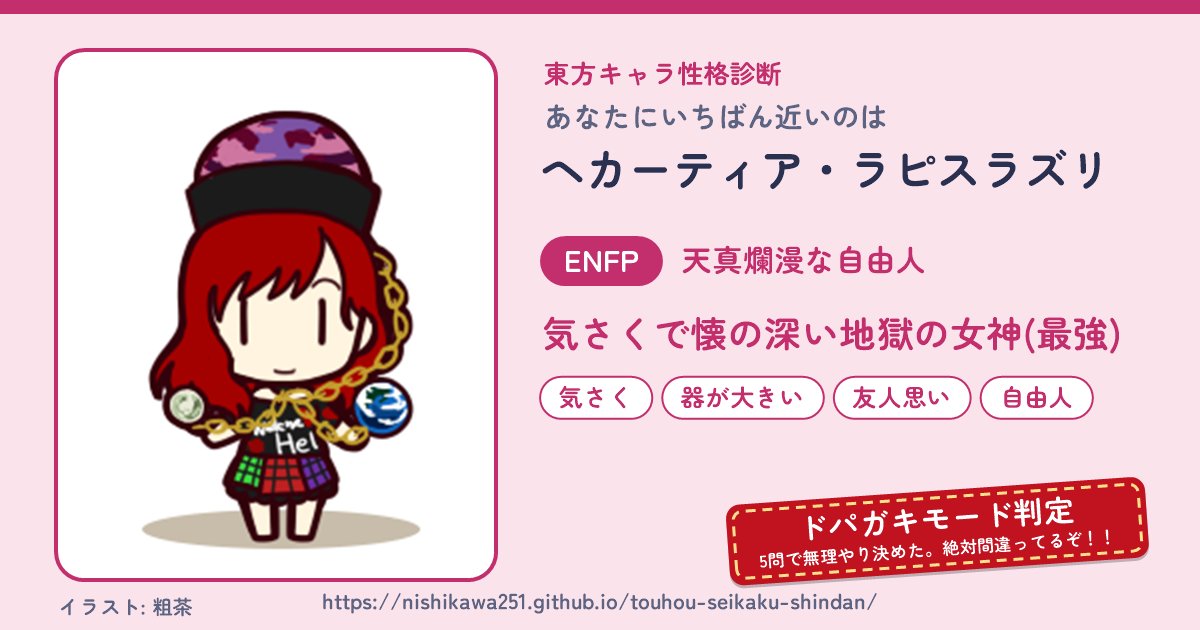 東方キャラ性格診断
あなたにいちばん近いのは
ヘカーティア・ラピスラズリ
ENFP 天真爛漫な自由人
気さくで懐の深い地獄の女神(最強)
気さく 器が大きい 友人思い 自由人
Hel
ドパガキモード判定
5問で無理やり決めた。絶対間違ってるぞ！！
イラスト: 粗茶
https://nishikawa251.github.io/touhou-seikaku-shindan/